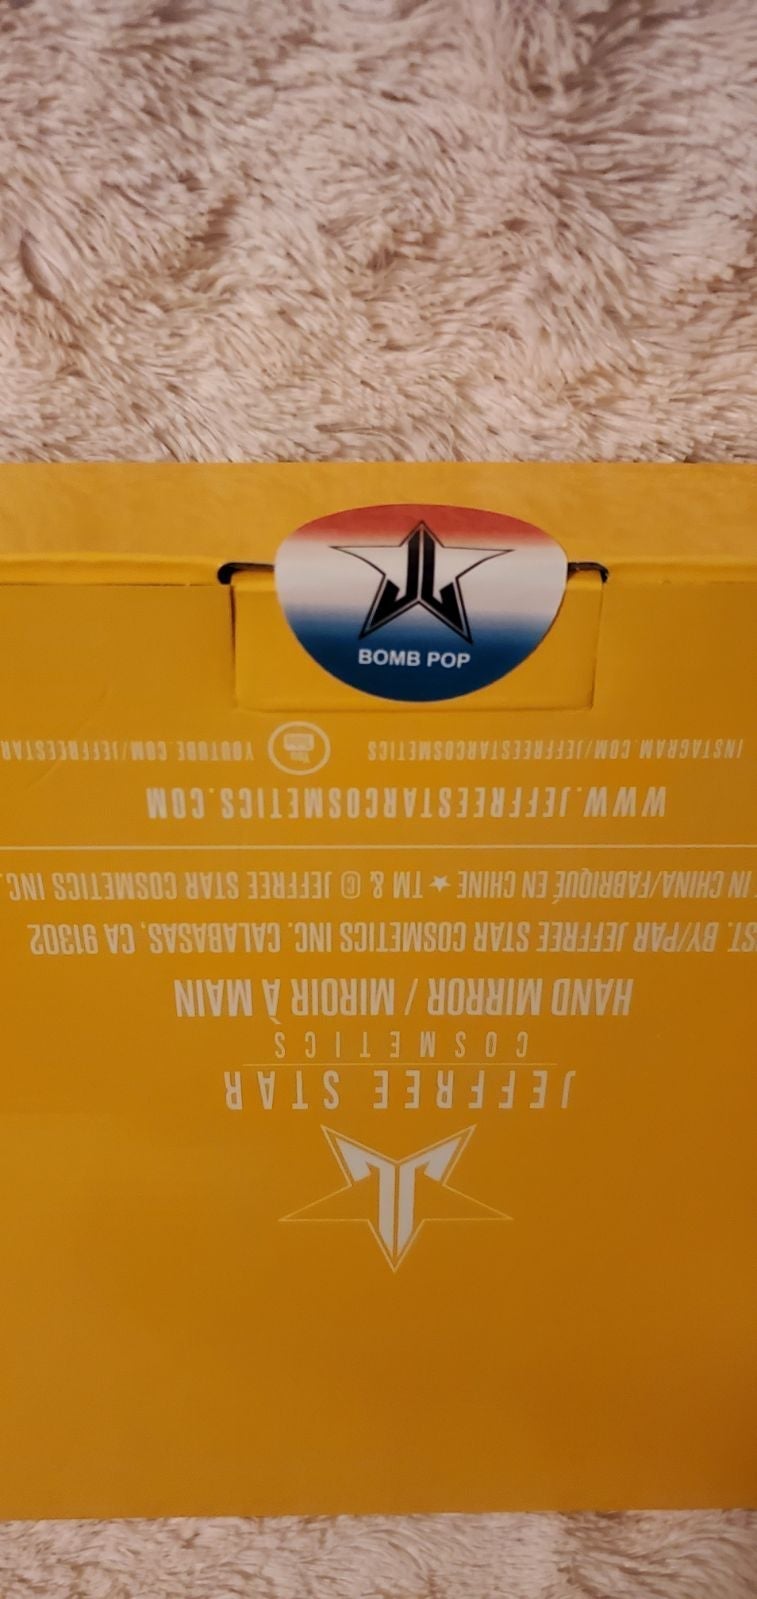 BOMB POP
JEFFREE STAR
COSMETICS
HAND MIRROR / MIROIR À MAIN
BY/PAR JEFFREE STAR COSMETICS INC. CALABASAS, CA 91302
IN CHINA/FABRIQUÉ EN CHINE ★ TM & © JEFFREE STAR COSMETICS INC.
WWW.JEFFREESTARCOSMETICS.COM
INSTAGRAM.COM/JEFFREESTARCOSMETICS You YOUTUBE.COM/JEFFREESTAR